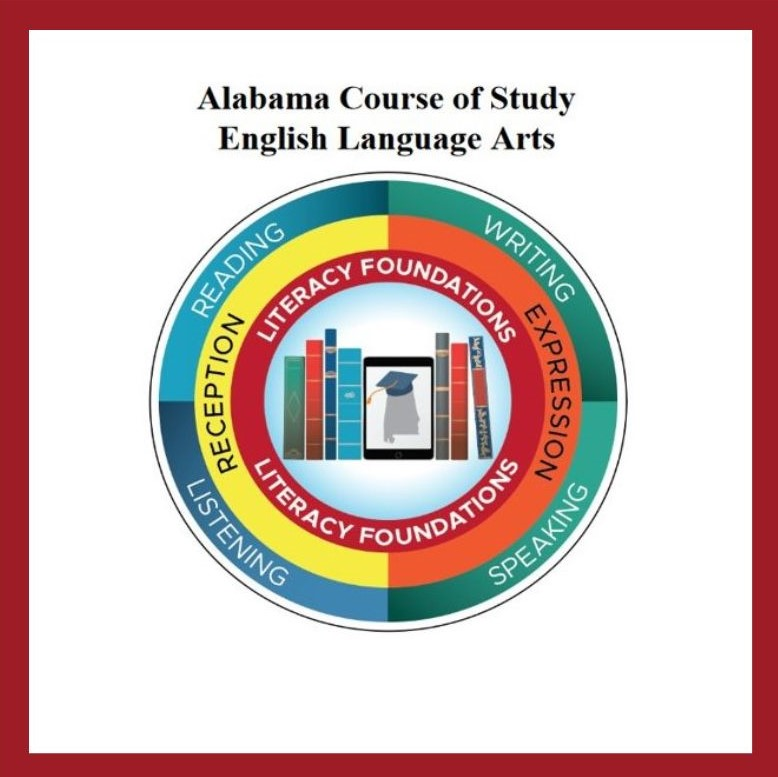 Alabama Course of Study
English Language Arts
READING
WRITING
RECEPTION
EXPRESSION
LITERACY FOUNDATIONS
LITERACY FOUNDATIONS
LISTENING
SPEAKING